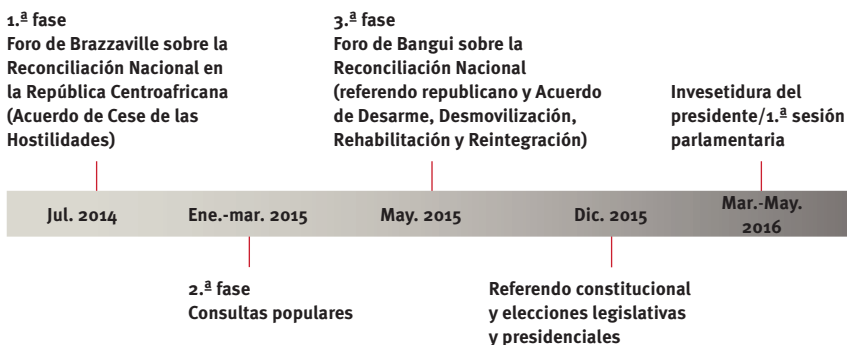 1.ª fase
Foro de Brazzaville sobre la
Reconciliación Nacional en
la República Centroafricana
(Acuerdo de Cese de las
Hostilidades)
3.ª fase
Foro de Bangui sobre la
Reconciliación Nacional
(referendo republicano y Acuerdo
de Desarme, Desmovilización,
Rehabilitación y Reintegración)
Invesetidura del
presidente/1.ª sesión
parlamentaria
Jul. 2014
Ene.-mar. 2015
May. 2015
Dic. 2015
Mar.-May.
2016
2.ª fase
Consultas populares
Referendo constitucional
y elecciones legislativas
y presidenciales